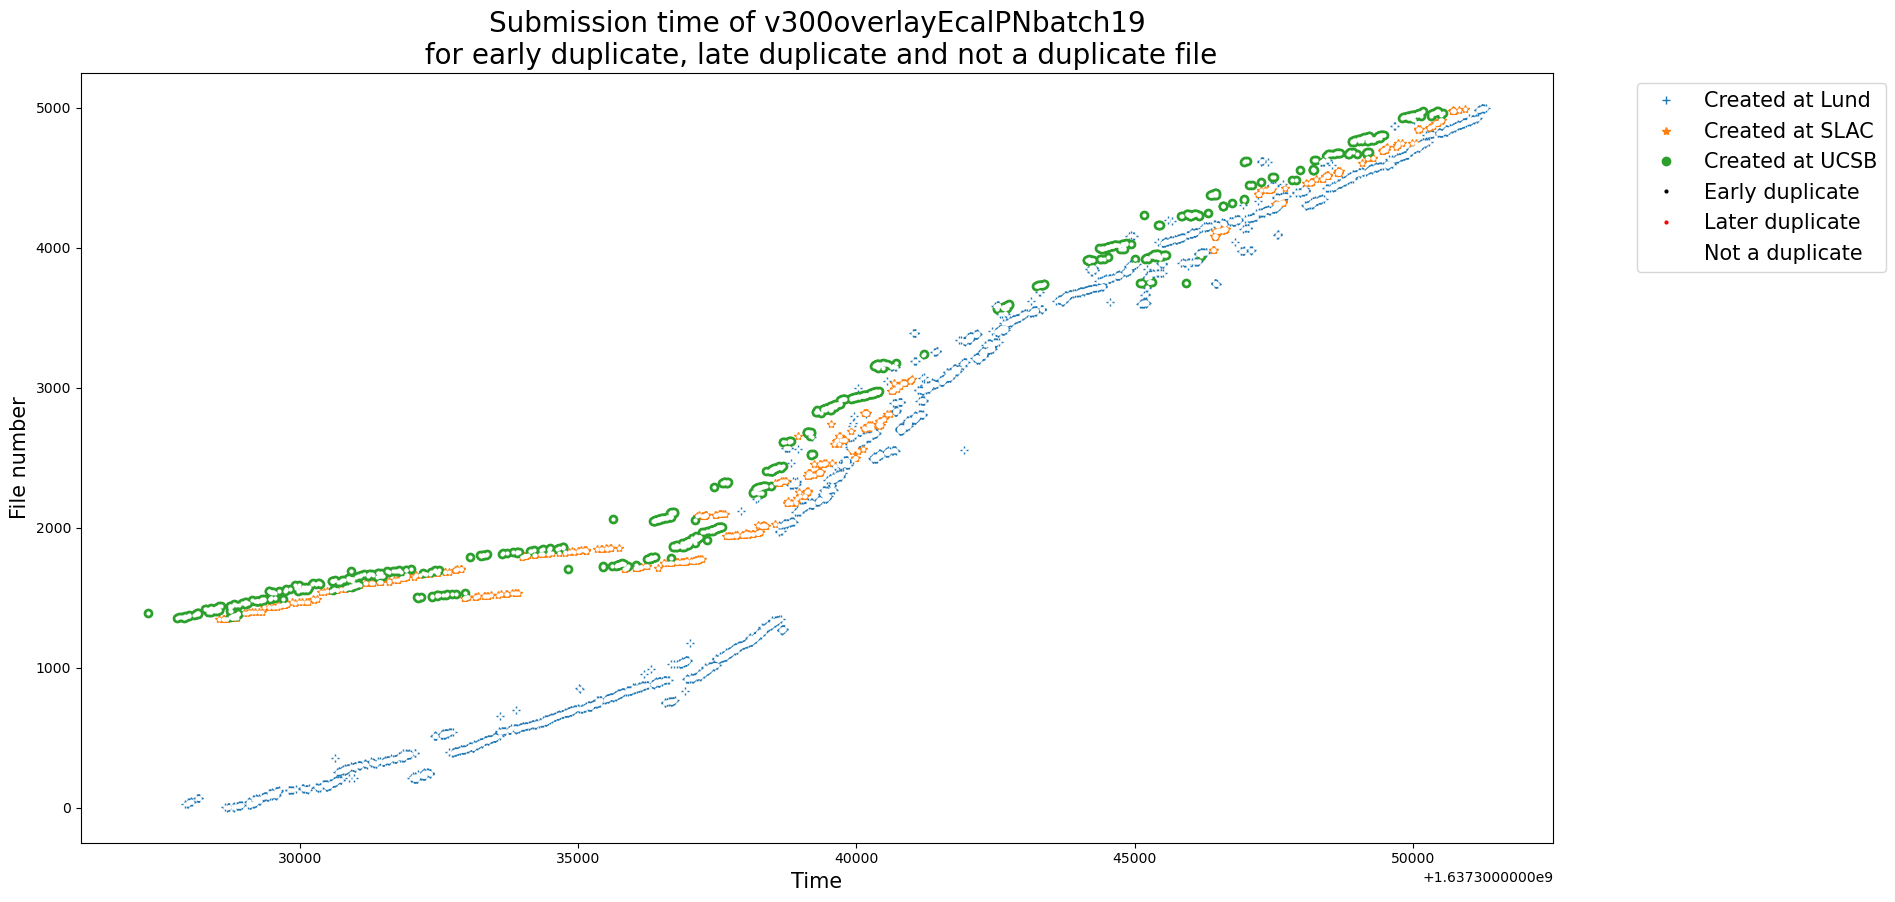 Submission time of v300overlayEcalPNbatch19
for early duplicate, late duplicate and not a duplicate file
Created at Lund
Created at SLAC
Created at UCSB
Early duplicate
Later duplicate
Not a duplicate
File number
5000
4000
3000
2000
1000
0
30000
35000
40000
45000
50000
+1.6373000000e9
Time